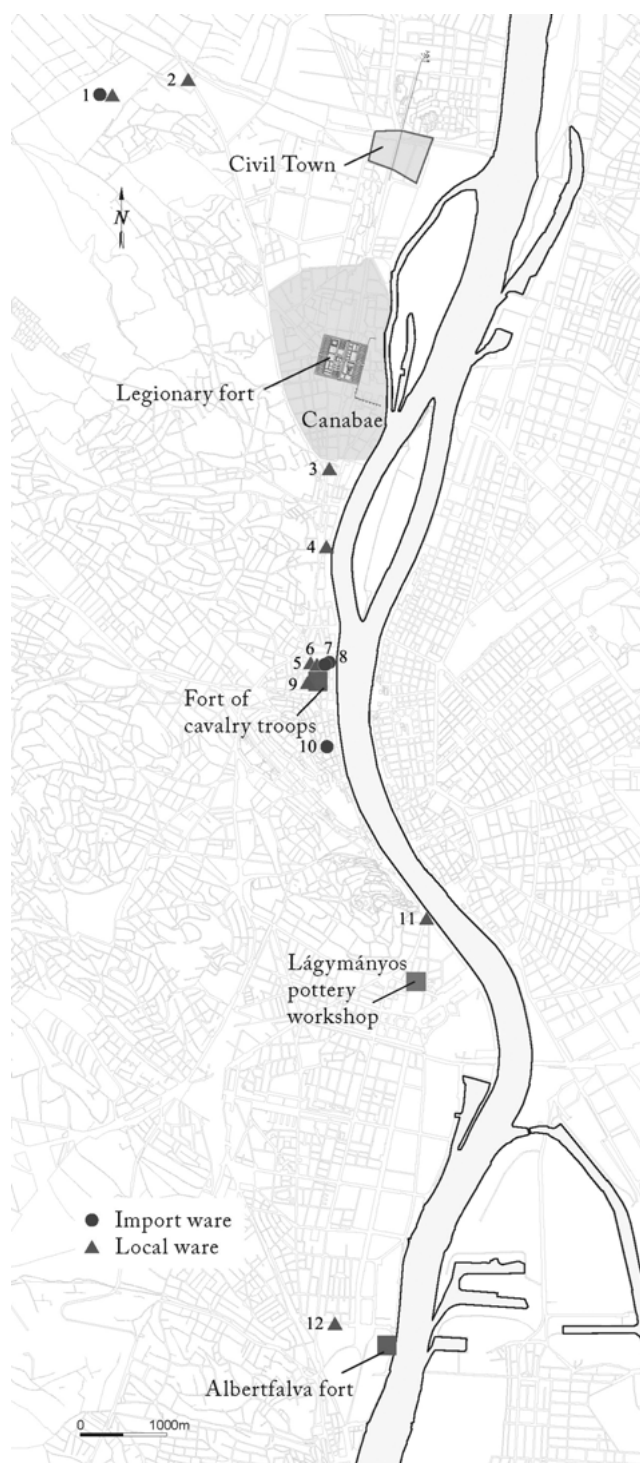 2
1
Civil Town
N
Legionary fort
Canabae
3
4
6 7
5 8
9
Fort of
cavalry troops
10
11
Lágymányos
pottery
workshop
Import ware
Local ware
12
Albertfalva fort
0 1000m